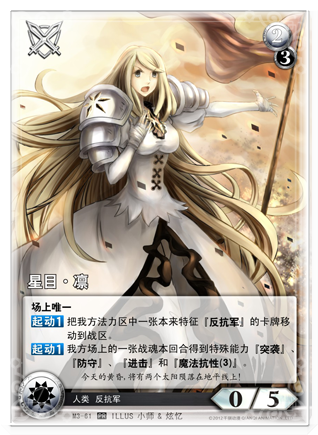 2
3
星目·凛
场上唯一
起动1 把我方法力区中一张本来特征『反抗军』的卡牌移
动到战区。
起动1 我方场上的一张战魂本回合得到特殊能力『突袭』、
『防守』、『进击』和『魔法抗性(3)』。
今天的黄昏,将有两个太阳陨落在地平线上!
人类 反抗军
0 / 5
M3-61 ILLUS 小师 & 炫忆